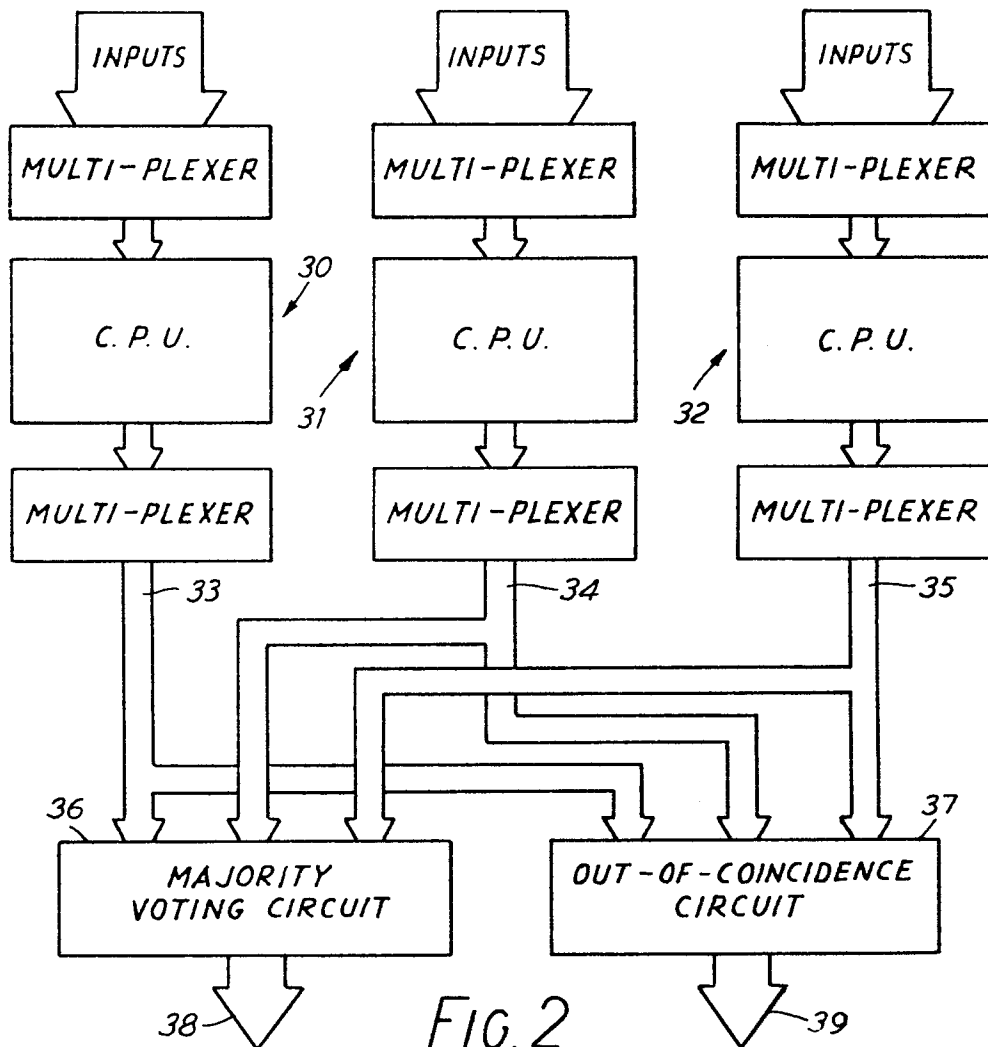 INPUTS INPUTS INPUTS
MULTI-PLEXER MULTI-PLEXER MULTI-PLEXER
30
C.P.U. C.P.U. C.P.U.
31 32
MULTI-PLEXER MULTI-PLEXER MULTI-PLEXER
33 34 35
36 37
MAJORITY
VOTING CIRCUIT
OUT-OF-COINCIDENCE
CIRCUIT
38 39
FIG. 2